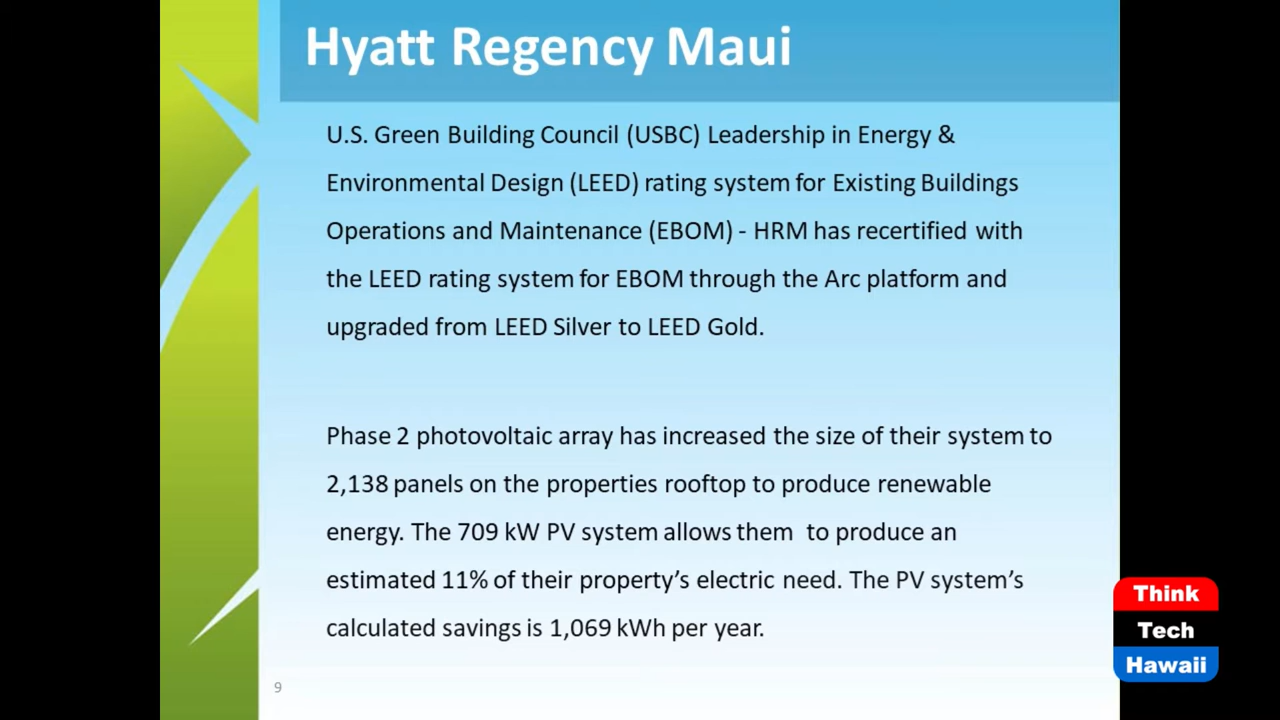 Hyatt Regency Maui
U.S. Green Building Council (USBC) Leadership in Energy &
Environmental Design (LEED) rating system for Existing Buildings
Operations and Maintenance (EBOM) - HRM has recertified with
the LEED rating system for EBOM through the Arc platform and
upgraded from LEED Silver to LEED Gold.
Phase 2 photovoltaic array has increased the size of their system to
2,138 panels on the properties rooftop to produce renewable
energy. The 709 kW PV system allows them  to produce an
estimated 11% of their property’s electric need. The PV system’s
calculated savings is 1,069 kWh per year.
9
Think
Tech
Hawaii